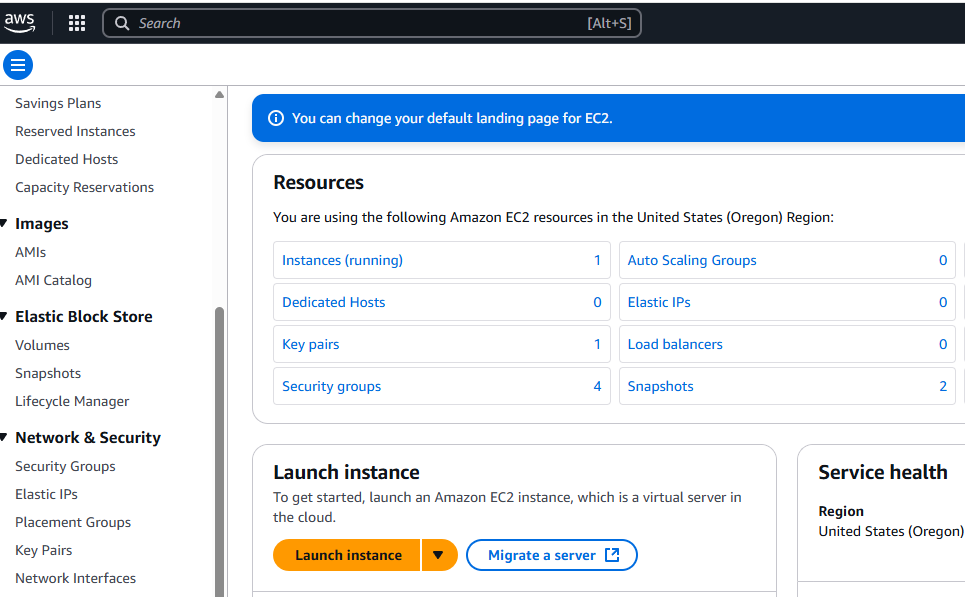 aws
Search [Alt+S]
Savings Plans
Reserved Instances
Dedicated Hosts
Capacity Reservations
Images
AMIs
AMI Catalog
Elastic Block Store
Volumes
Snapshots
Lifecycle Manager
Network & Security
Security Groups
Elastic IPs
Placement Groups
Key Pairs
Network Interfaces
You can change your default landing page for EC2.
Resources
You are using the following Amazon EC2 resources in the United States (Oregon) Region:
Instances (running) 1 Auto Scaling Groups 0
Dedicated Hosts 0 Elastic IPs 0
Key pairs 1 Load balancers 0
Security groups 4 Snapshots 2
Launch instance
To get started, launch an Amazon EC2 instance, which is a virtual server in
the cloud.
Launch instance Migrate a server
Service health
Region
United States (Oregon)